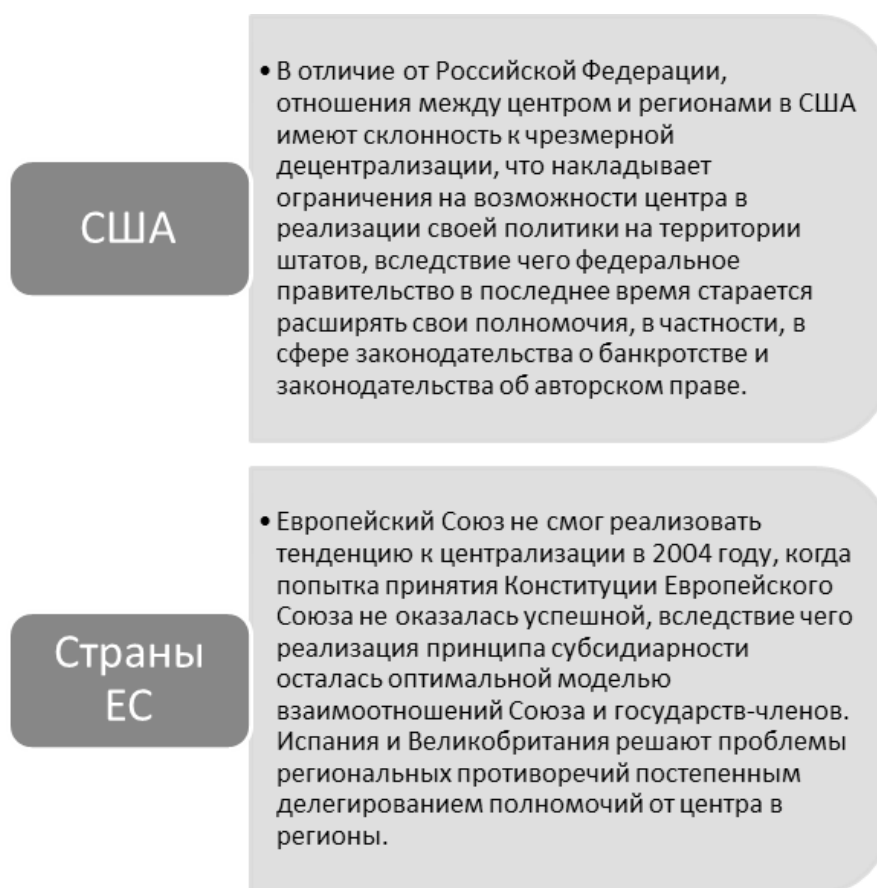 США
• В отличие от Российской Федерации,
отношения между центром и регионами в США
имеют склонность к чрезмерной
децентрализации, что накладывает
ограничения на возможности центра в
реализации своей политики на территории
штатов, вследствие чего федеральное
правительство в последнее время старается
расширять свои полномочия, в частности, в
сфере законодательства о банкротстве и
законодательства об авторском праве.
Страны
ЕС
• Европейский Союз не смог реализовать
тенденцию к централизации в 2004 году, когда
попытка принятия Конституции Европейского
Союза не оказалась успешной, вследствие чего
реализация принципа субсидиарности
осталась оптимальной моделью
взаимоотношений Союза и государств-членов.
Испания и Великобритания решают проблемы
региональных противоречий постепенным
делегированием полномочий от центра в
регионы.